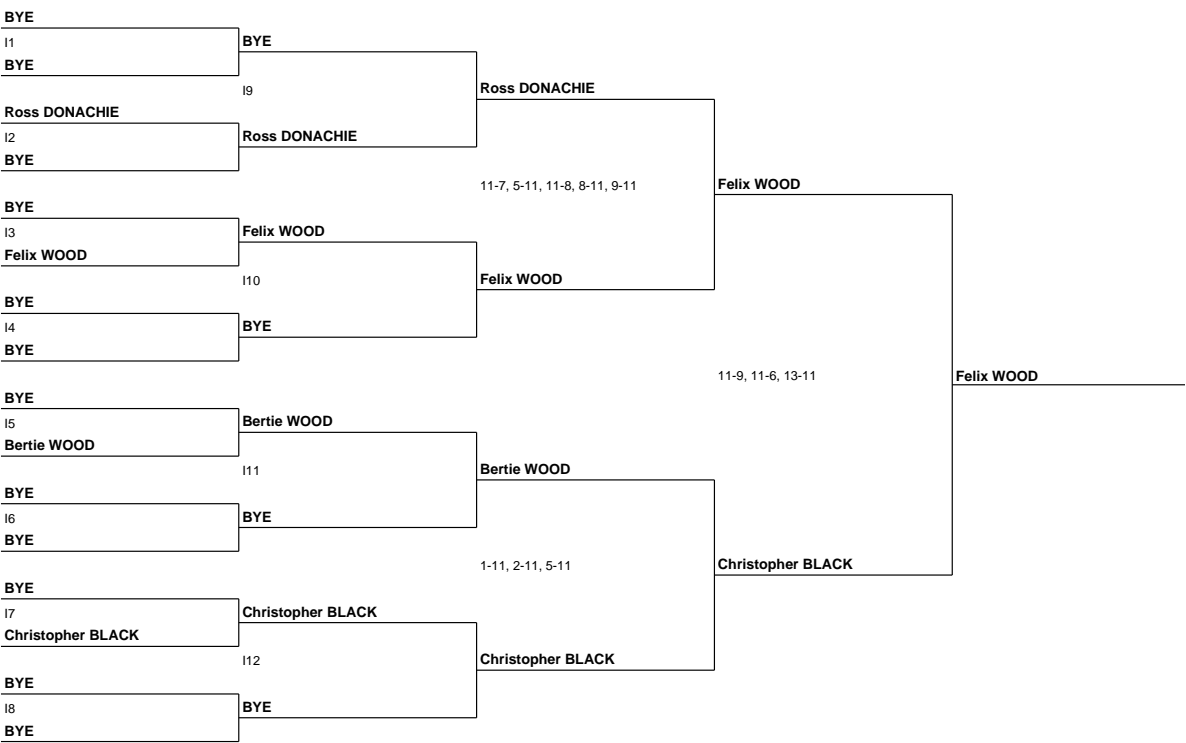 BYE
I1
BYE
BYE
I9
Ross DONACHIE
Ross DONACHIE
I2
Ross DONACHIE
BYE
11-7, 5-11, 11-8, 8-11, 9-11
Felix WOOD
BYE
I3
Felix WOOD
Felix WOOD
I10
Felix WOOD
BYE
I4
BYE
BYE
11-9, 11-6, 13-11
Felix WOOD
BYE
I5
Bertie WOOD
Bertie WOOD
I11
Bertie WOOD
BYE
I6
BYE
BYE
1-11, 2-11, 5-11
Christopher BLACK
BYE
I7
Christopher BLACK
Christopher BLACK
I12
Christopher BLACK
BYE
I8
BYE
BYE